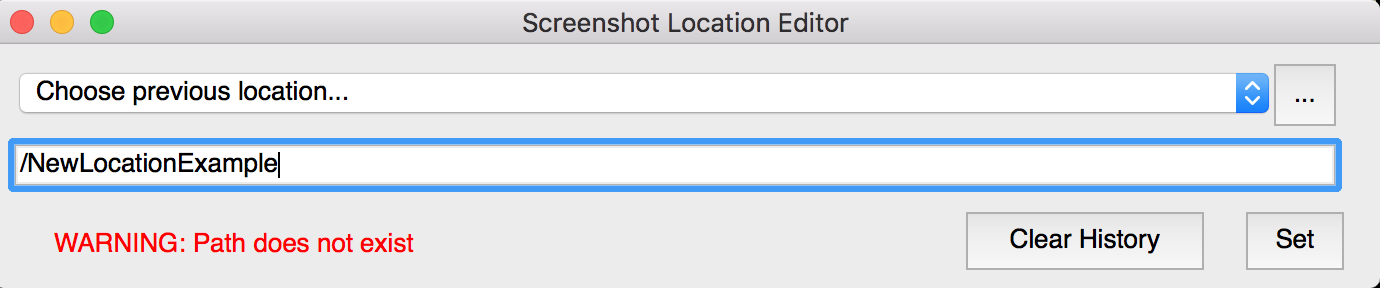 Screenshot Location Editor
Choose previous location...
...
/NewLocationExample
WARNING: Path does not exist
Clear History
Set